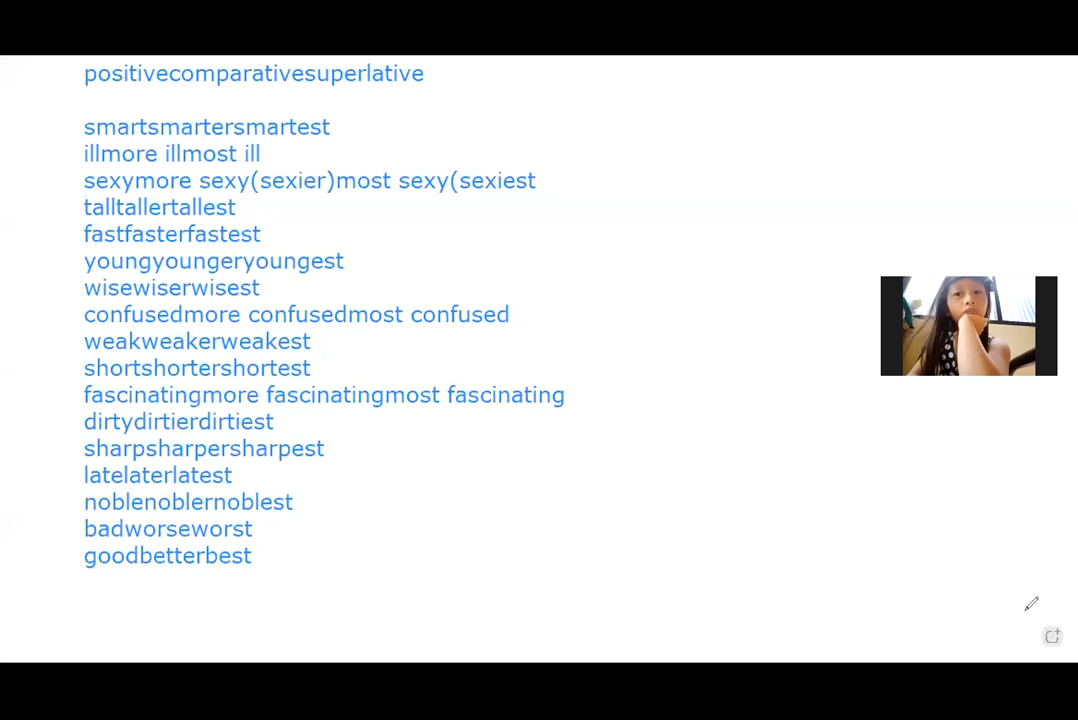 positivecomparativesuperlative
smartsmartersmartest
illmore illmost ill
sexymore sexy(sexier)most sexy(sexiest
talltallertallest
fastfasterfastest
youngyoungeryoungest
wisewiserwisest
confusedmore confusedmost confused
weakweakerweakest
shortshortershortest
fascinatingmore fascinatingmost fascinating
dirtydirtierdirtiest
sharpsharpersharpest
latelaterlatest
noblenoblernoblest
badworseworst
goodbetterbest